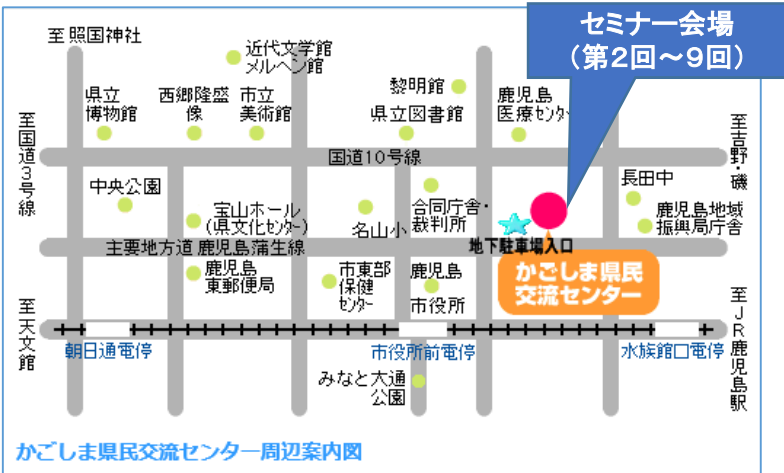 セミナー会場
（第2回～9回）
至 照国神社
近代文学館
メルヘン館
県立
博物館
西郷隆盛
像
市立
美術館
黎明館
県立図書館
鹿児島
医療センター
至国道3号線
至吉野・磯
国道10号線
中央公園
宝山ホール
（県文化センター）
名山小
合同庁舎・
裁判所
長田中
鹿児島地域
振興局庁舎
主要地方道 鹿児島蒲生線
地下駐車場入口
かごしま県民
交流センター
鹿児島
東郵便局
市東部
保健
センター
鹿児島
市役所
至天文館
至JR鹿児島駅
朝日通電停
市役所前電停
水族館口電停
みなと大通
公園
かごしま県民交流センター周辺案内図